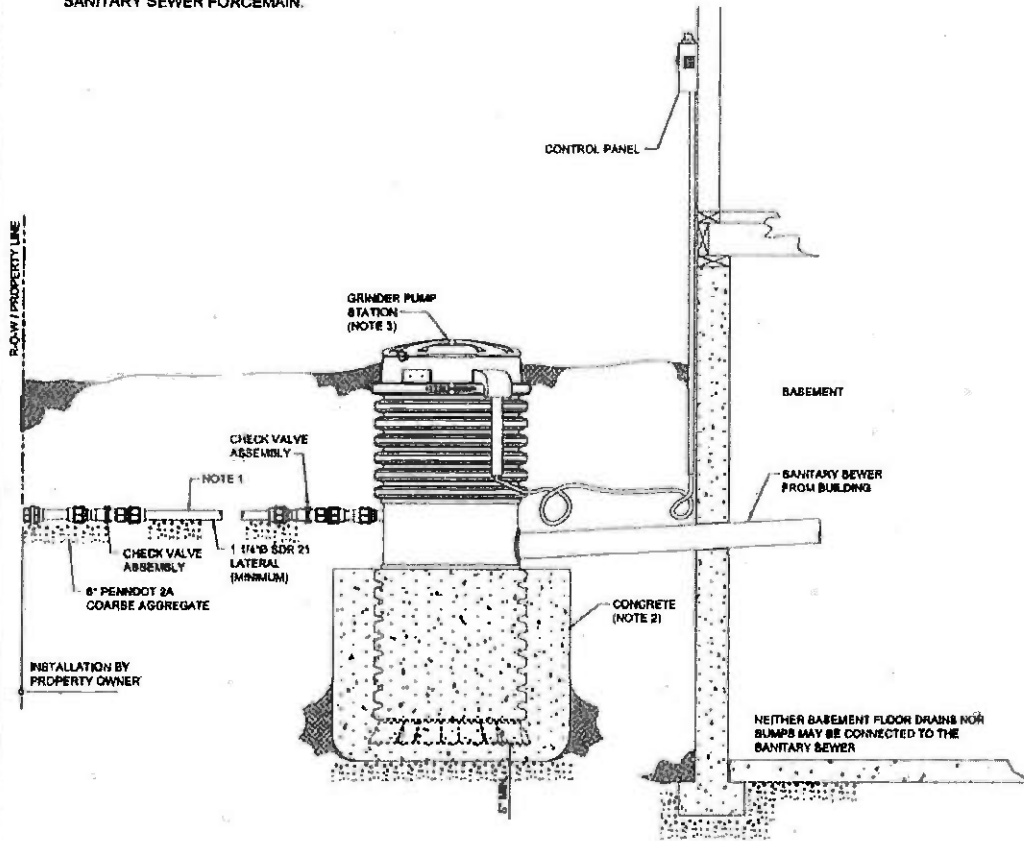 SANITARY SEWER FORCEMAIN.
CONTROL PANEL
R-O-W / PROPERTY LINE
GRINDER PUMP
STATION
(NOTE 3)
BASEMENT
CHECK VALVE
ASSEMBLY
NOTE 1
SANITARY SEWER
FROM BUILDING
CHECK VALVE
ASSEMBLY
1 1/4"Ø SDR 21
LATERAL
(MINIMUM)
6" PENNDOT 2A
COARSE AGGREGATE
CONCRETE
(NOTE 2)
INSTALLATION BY
PROPERTY OWNER
NEITHER BASEMENT FLOOR DRAINS NOR
SUMPS MAY BE CONNECTED TO THE
SANITARY SEWER
MIN.